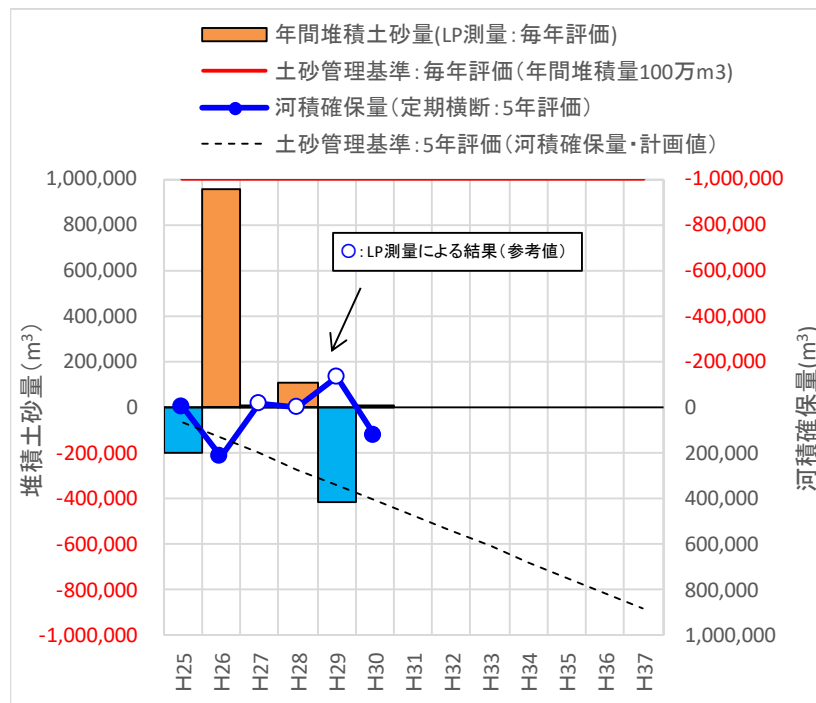 年間堆積土砂量(LP測量:毎年評価)
土砂管理基準:毎年評価(年間堆積量100万m3)
河積確保量(定期横断:5年評価)
土砂管理基準:5年評価(河積確保量・計画値)
1,000,000
800,000
600,000
400,000
200,000
0
-200,000
-400,000
-600,000
-800,000
-1,000,000
堆積土砂量(m³)
○:LP測量による結果(参考値)
-1,000,000
-800,000
-600,000
-400,000
-200,000
0
200,000
400,000
600,000
800,000
1,000,000
河積確保量(m³)
H25
H26
H27
H28
H29
H30
H31
H32
H33
H34
H35
H36
H37